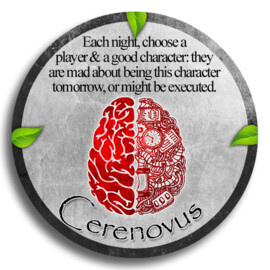 Each night, choose a
player & a good character: they
are mad about being this character
tomorrow, or might be executed.
Cerenovus